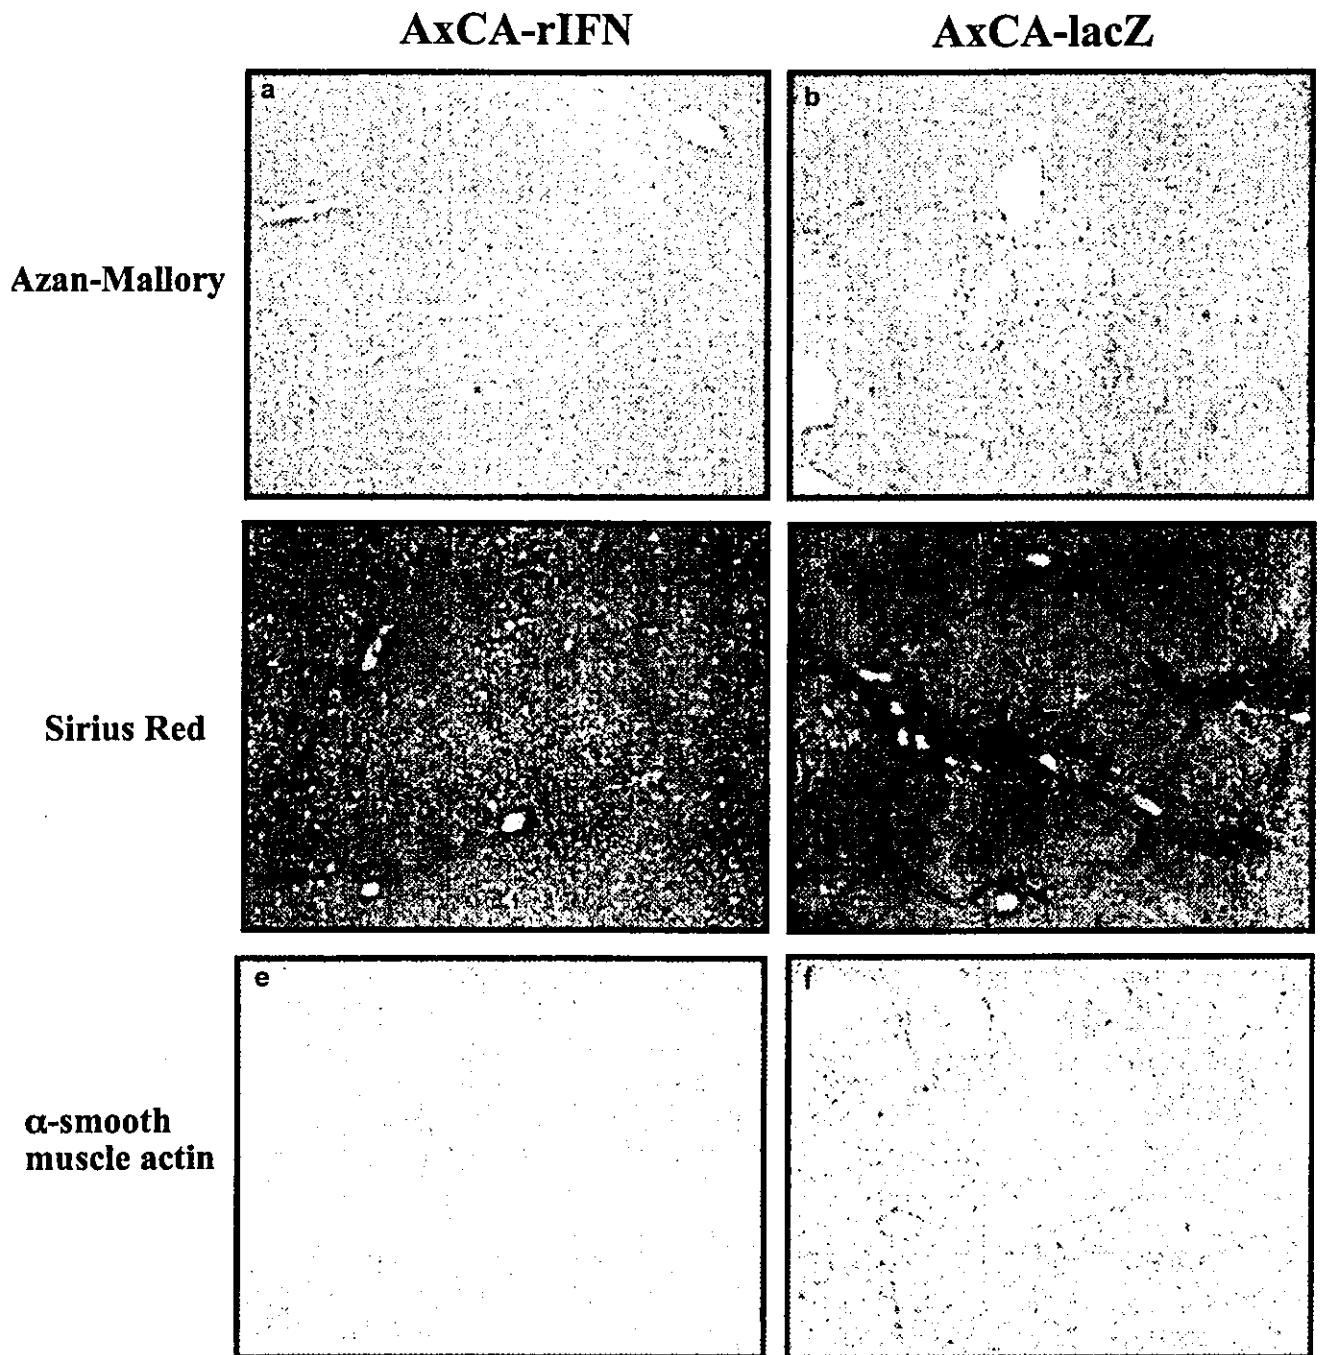 AxCA-rIFN
AxCA-lacZ
a
b
Azan-Mallory
Sirius Red
e
f
α-smooth
muscle actin